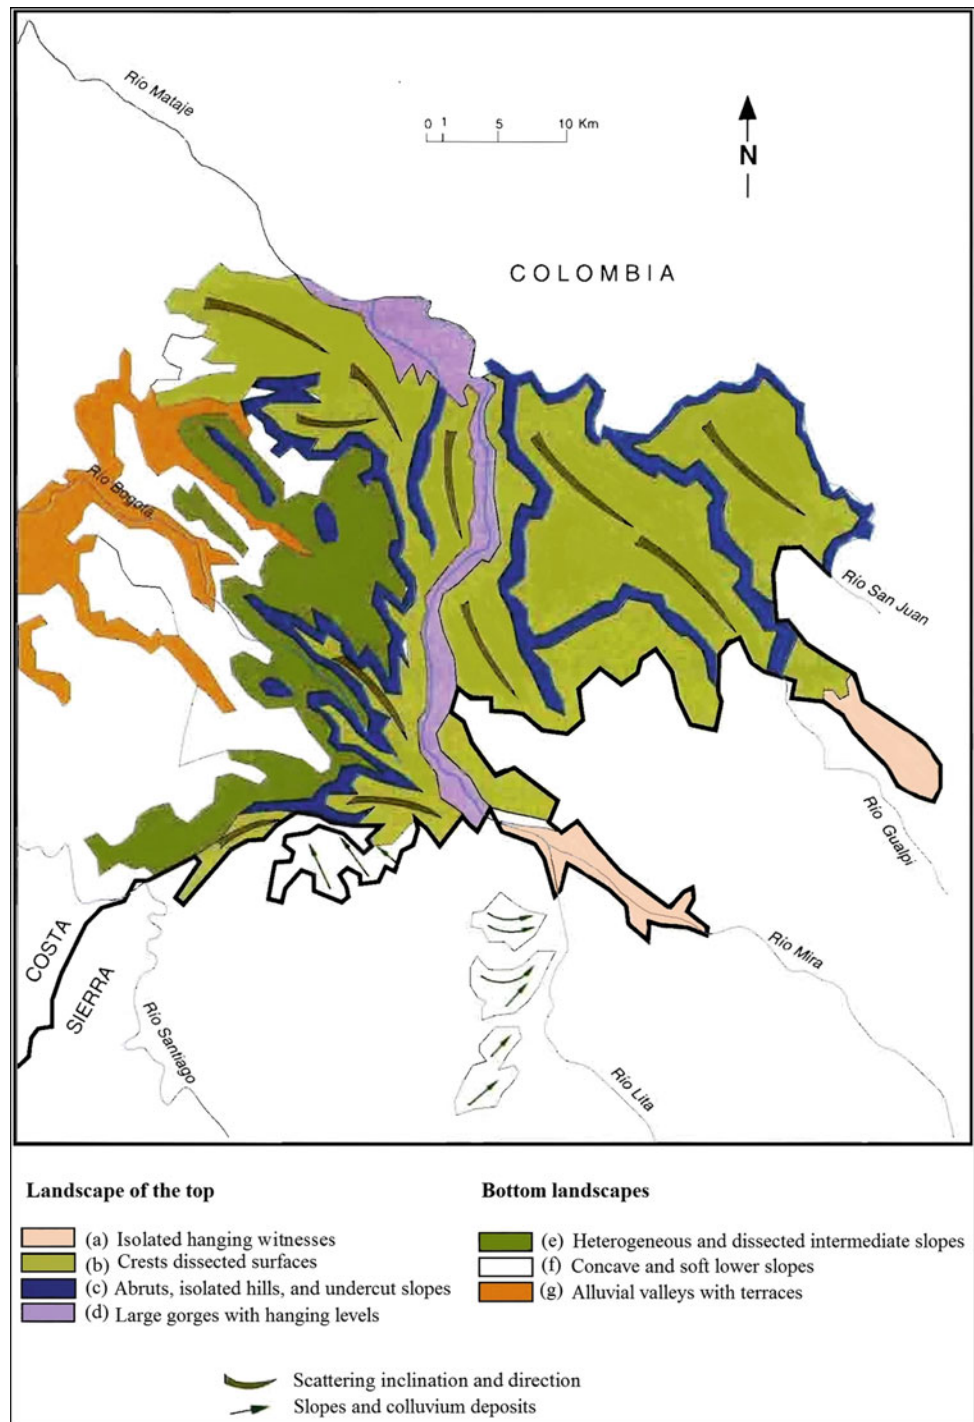 Río Mataje
0 1 5 10 Km
N
COLOMBIA
Río Bogotá
Río San Juan
Río Gualpi
COSTA
SIERRA
Río Mira
Río Santiago
Río Lita
Landscape of the top
(a) Isolated hanging witnesses
(b) Crests dissected surfaces
(c) Abruts, isolated hills, and undercut slopes
(d) Large gorges with hanging levels
Bottom landscapes
(e) Heterogeneous and dissected intermediate slopes
(f) Concave and soft lower slopes
(g) Alluvial valleys with terraces
Scattering inclination and direction
Slopes and colluvium deposits